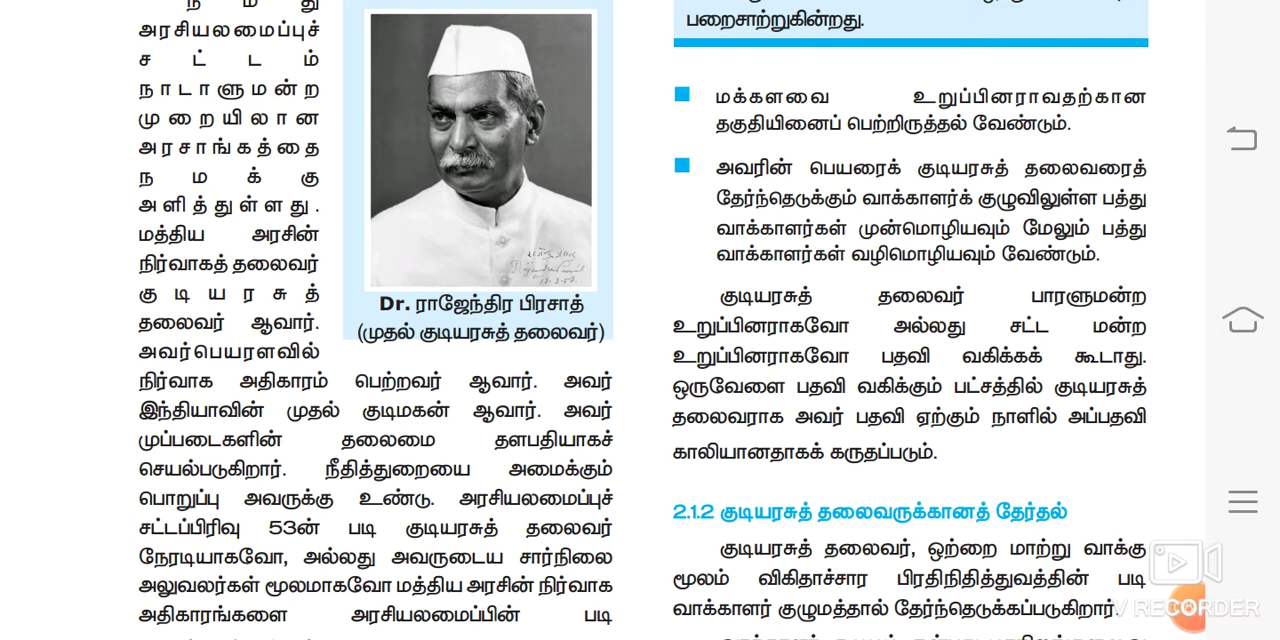 ந ம து
அரசியலமைப்புச்
ச ட் ட ம்
நாடாளுமன்ற
முறையிலான
அரசாங்கத்தை
ந ம க் கு
அளித்துள்ளது.
மத்திய அரசின்
நிர்வாகத் தலைவர்
குடியரசுத்
தலைவர் ஆவார்.
அவர்பெயரளவில்
நிர்வாக அதிகாரம் பெற்றவர் ஆவார். அவர்
இந்தியாவின் முதல் குடிமகன் ஆவார். அவர்
முப்படைகளின் தலைமை தளபதியாகச்
செயல்படுகிறார். நீதித்துறையை அமைக்கும்
பொறுப்பு அவருக்கு உண்டு. அரசியலமைப்புச்
சட்டப்பிரிவு 53ன் படி குடியரசுத் தலைவர்
நேரடியாகவோ, அல்லது அவருடைய சார்நிலை
அலுவலர்கள் மூலமாகவோ மத்திய அரசின் நிர்வாக
அதிகாரங்களை அரசியலமைப்பின் படி
Dr. ராஜேந்திர பிரசாத்
(முதல் குடியரசுத் தலைவர்)
பறைசாற்றுகின்றது.
மக்களவை உறுப்பினராவதற்கான
தகுதியினைப் பெற்றிருத்தல் வேண்டும்.
அவரின் பெயரைக் குடியரசுத் தலைவரைத்
தேர்ந்தெடுக்கும் வாக்காளர்க் குழுவிலுள்ள பத்து
வாக்காளர்கள் முன்மொழியவும் மேலும் பத்து
வாக்காளர்கள் வழிமொழியவும் வேண்டும்.
குடியரசுத் தலைவர் பாரளுமன்ற
உறுப்பினராகவோ அல்லது சட்ட மன்ற
உறுப்பினராகவோ பதவி வகிக்கக் கூடாது.
ஒருவேளை பதவி வகிக்கும் பட்சத்தில் குடியரசுத்
தலைவராக அவர் பதவி ஏற்கும் நாளில் அப்பதவி
காலியானதாகக் கருதப்படும்.
2.1.2 குடியரசுத் தலைவருக்கானத் தேர்தல்
குடியரசுத் தலைவர், ஒற்றை மாற்று வாக்கு
மூலம் விகிதாச்சார பிரதிநிதித்துவத்தின் படி
வாக்காளர் குழுமத்தால் தேர்ந்தெடுக்கப்படுகிறார்.
V RECORDER